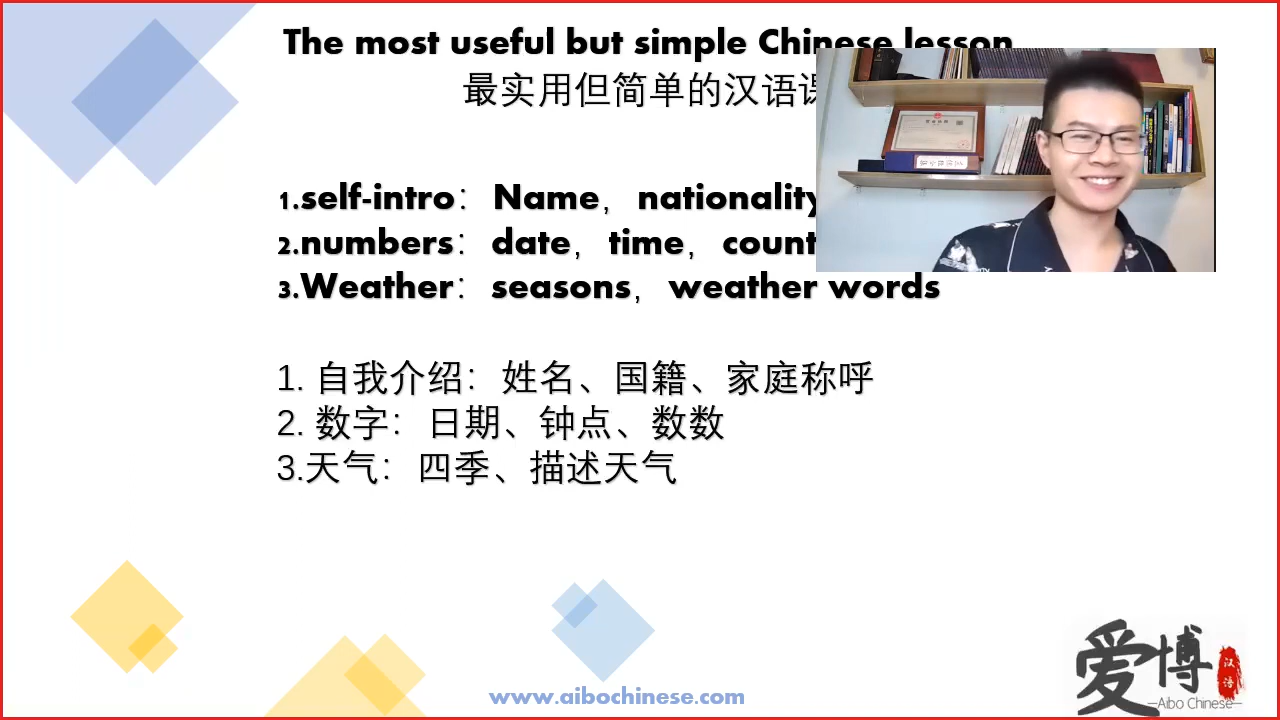 The most useful but simple Chinese lesson
最实用但简单的汉语课
1.self-intro：Name，nationality
2.numbers：date，time，count
3.Weather：seasons，weather words
1. 自我介绍：姓名、国籍、家庭称呼
2. 数字：日期、钟点、数数
3.天气：四季、描述天气
爱博
汉语
—Aibo Chinese—
www.aibochinese.com